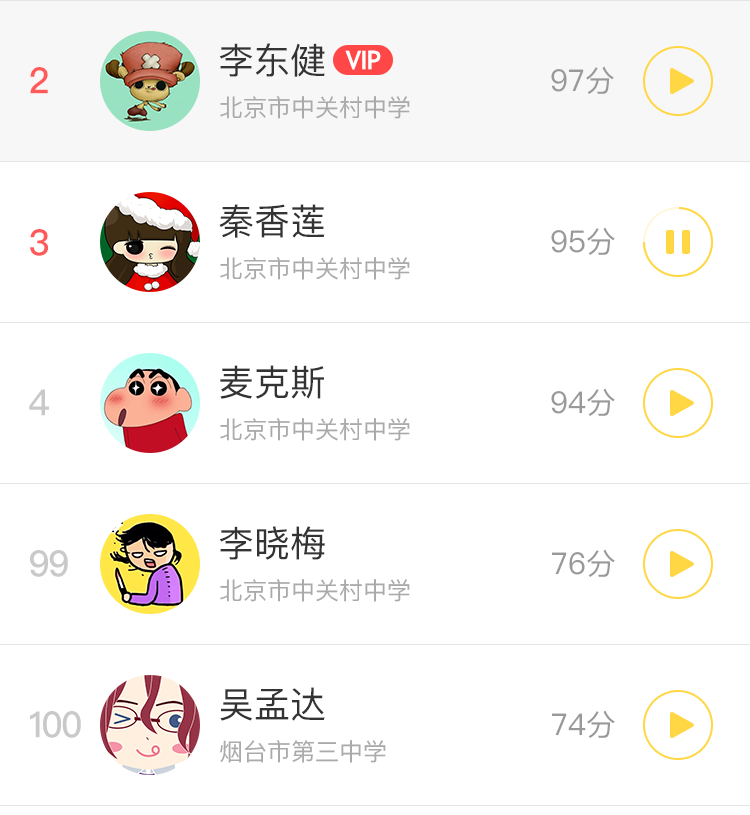 2 李东健 VIP 97分
北京市中关村中学
3 秦香莲 95分
北京市中关村中学
4 麦克斯 94分
北京市中关村中学
99 李晓梅 76分
北京市中关村中学
100 吴孟达 74分
烟台市第三中学